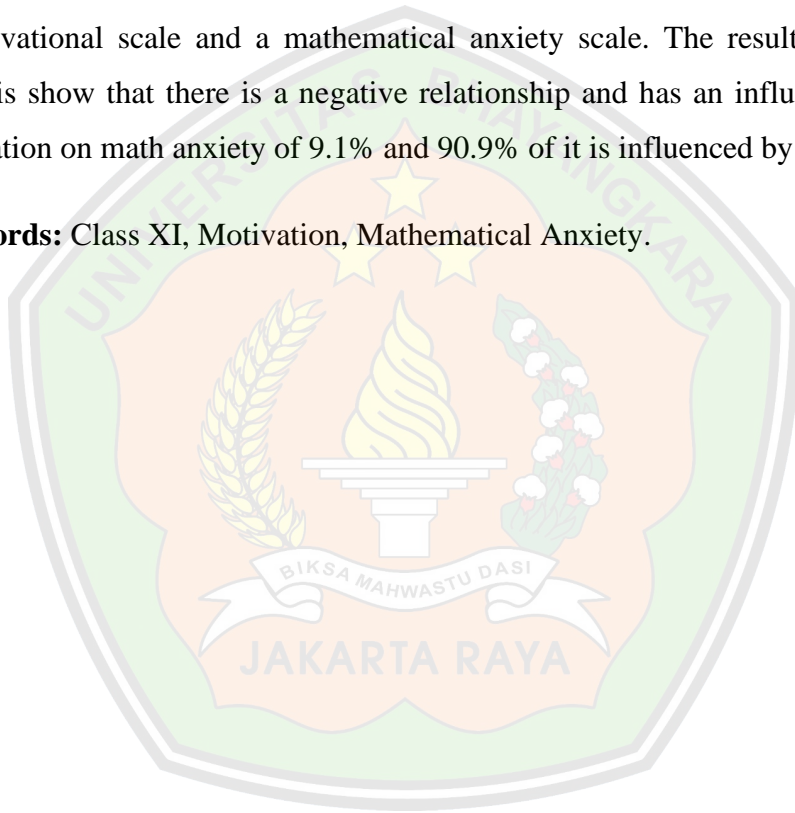 vational scale and a mathematical anxiety scale. The result
is show that there is a negative relationship and has an influ
ation on math anxiety of 9.1% and 90.9% of it is influenced by
ords: Class XI, Motivation, Mathematical Anxiety.
UNIVERSITAS BHAYANGKARA
BIKSA MAHWASTU DASI
JAKARTA RAYA